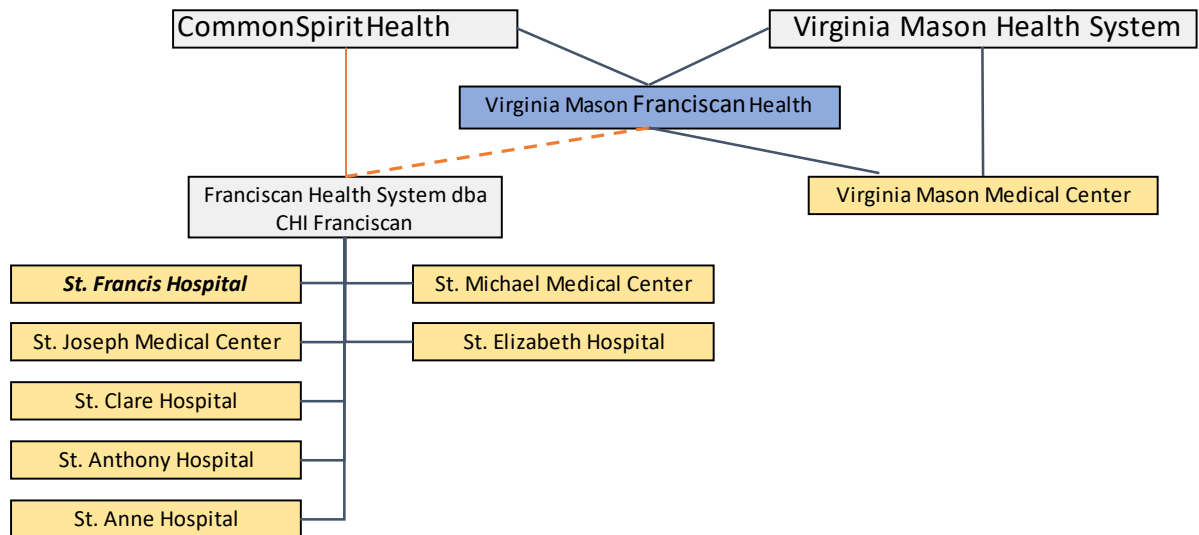 CommonSpirit Health
Virginia Mason Health System
Virginia Mason Franciscan Health
Franciscan Health System dba
CHI Franciscan
Virginia Mason Medical Center
St. Francis Hospital
St. Michael Medical Center
St. Joseph Medical Center
St. Elizabeth Hospital
St. Clare Hospital
St. Anthony Hospital
St. Anne Hospital